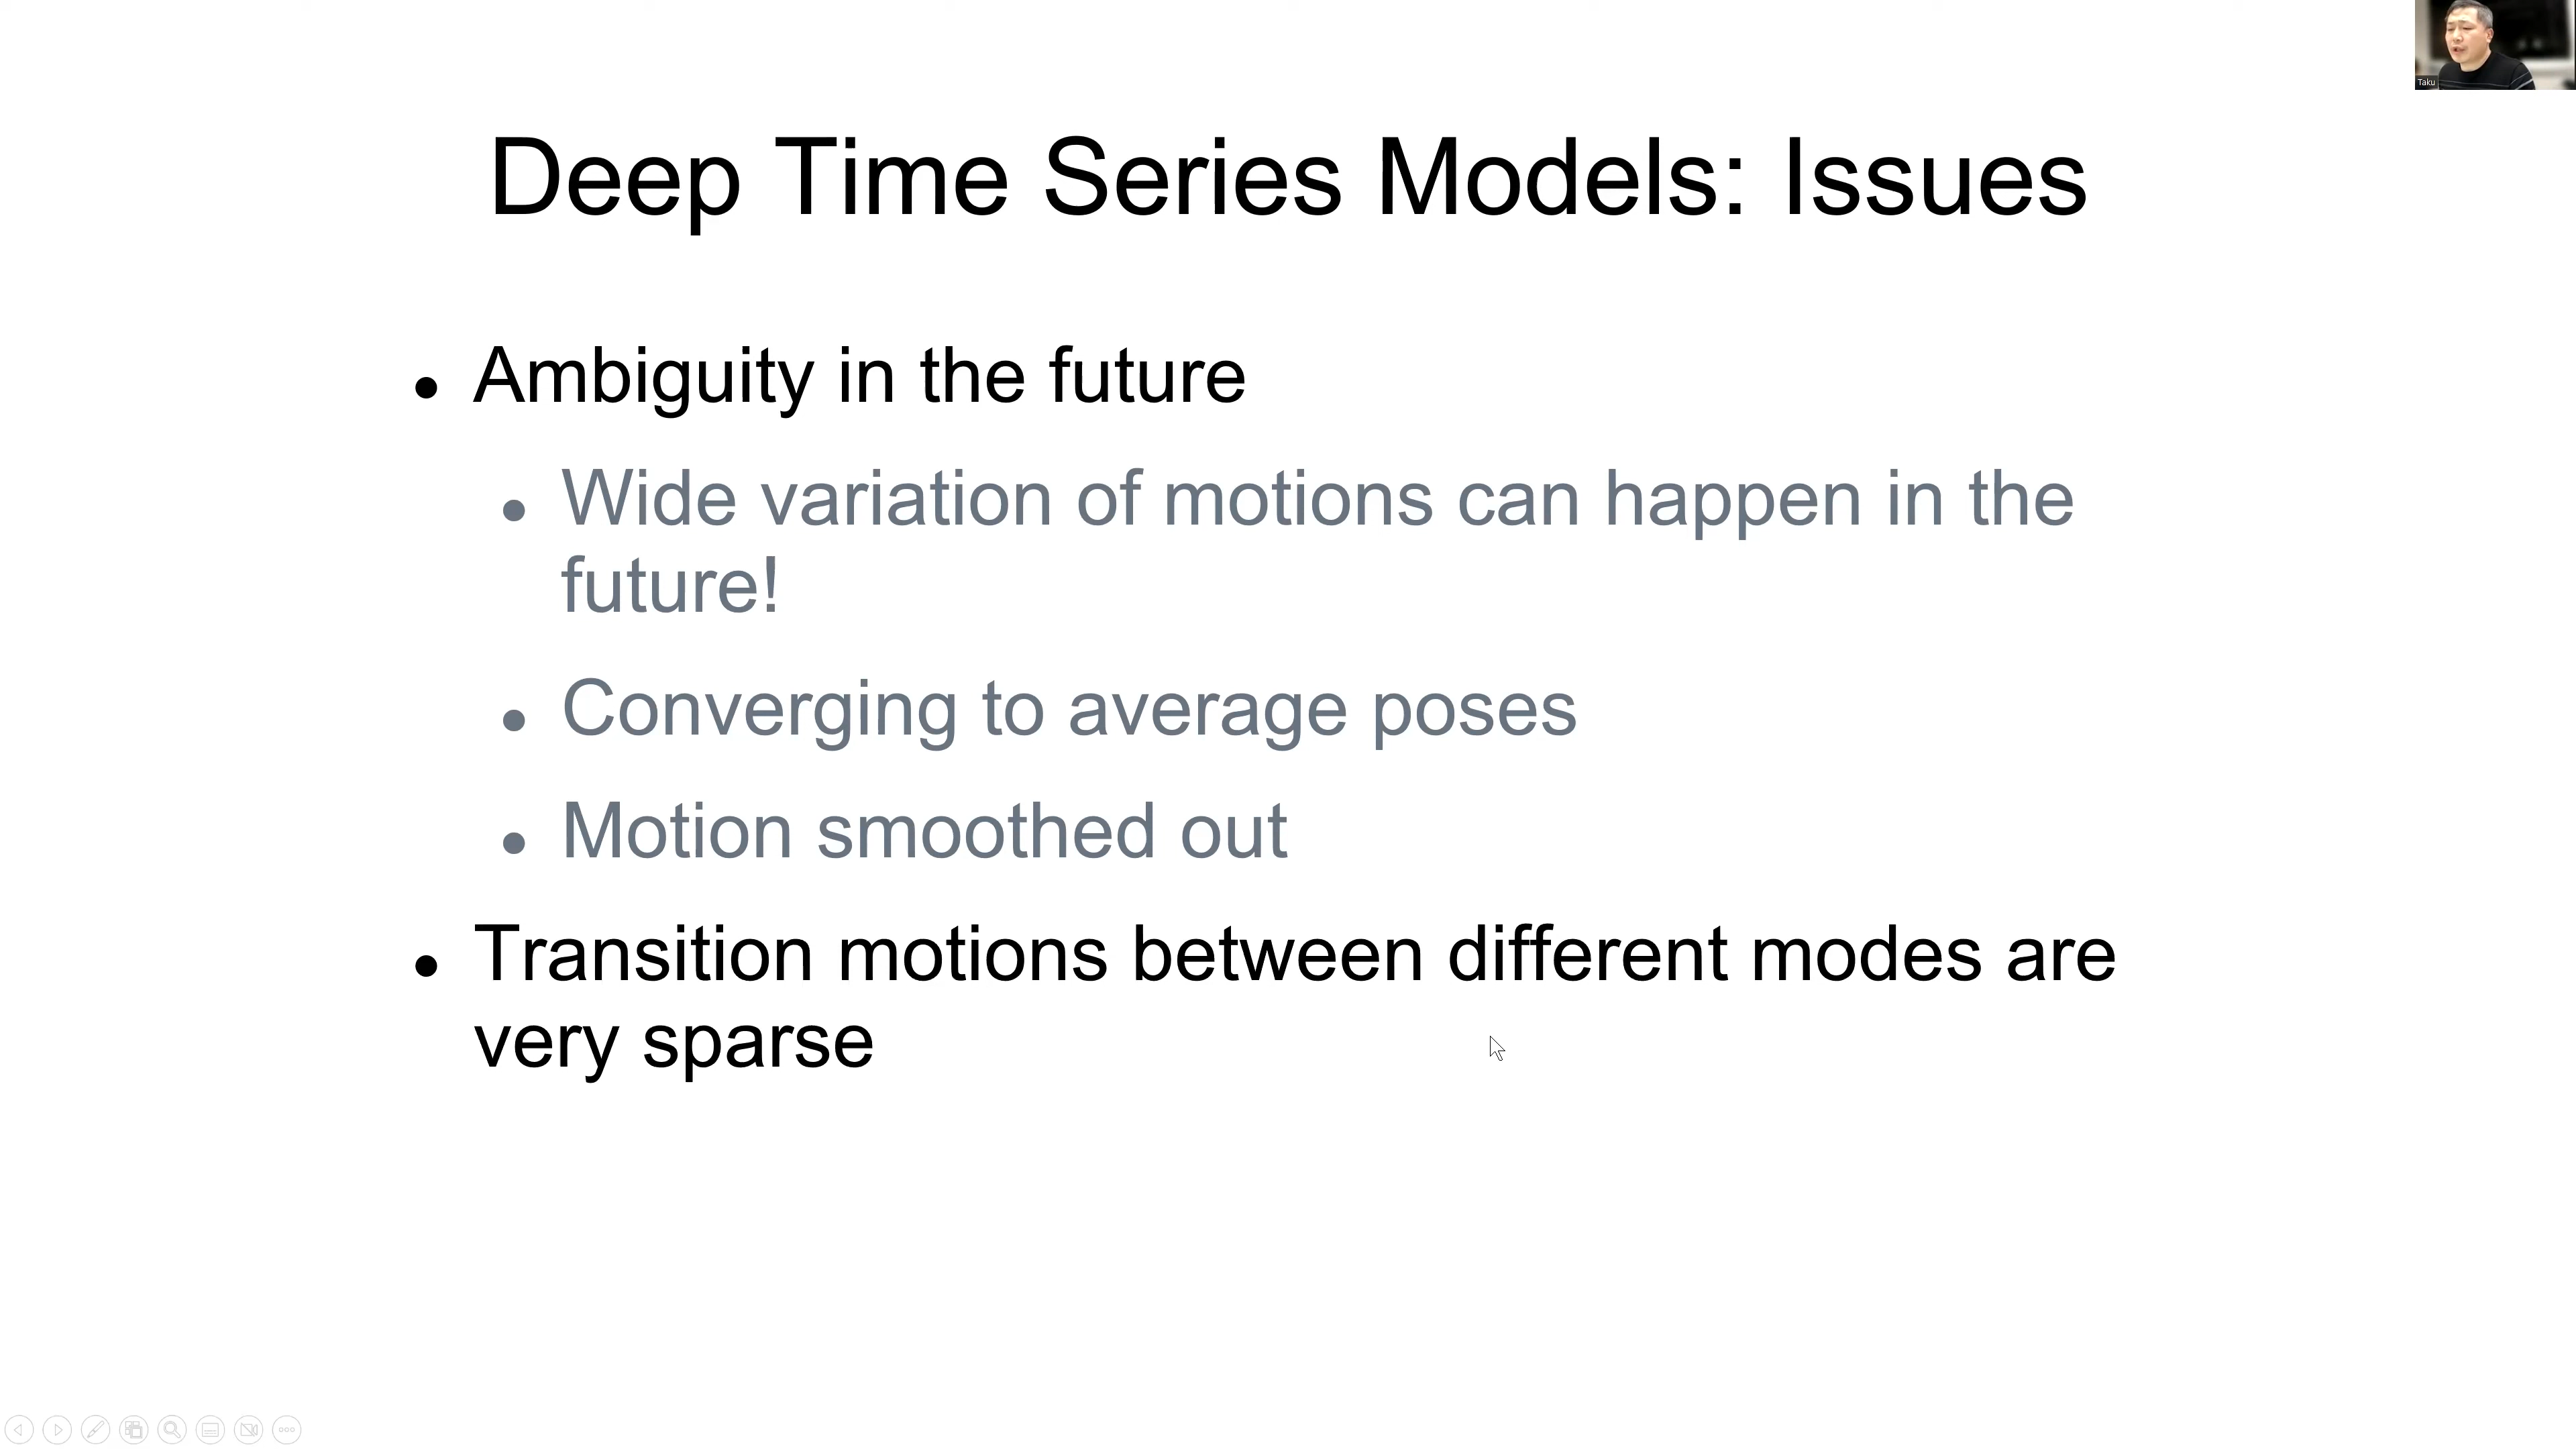 Taku
Deep Time Series Models: Issues
• Ambiguity in the future
• Wide variation of motions can happen in the
future!
• Converging to average poses
• Motion smoothed out
• Transition motions between different modes are
very sparse